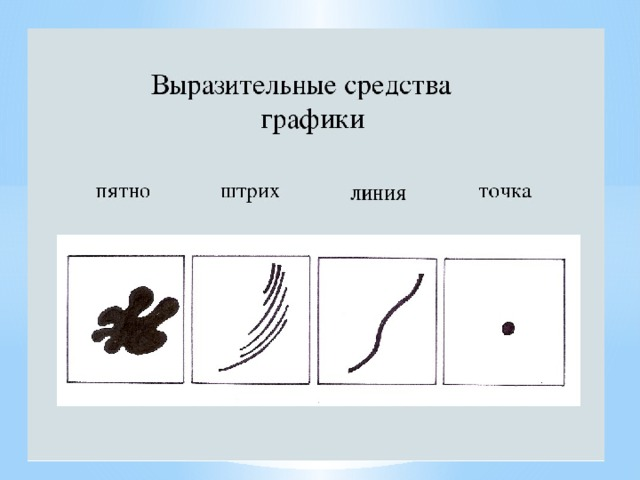 Выразительные средства
графики
пятно штрих линия точка